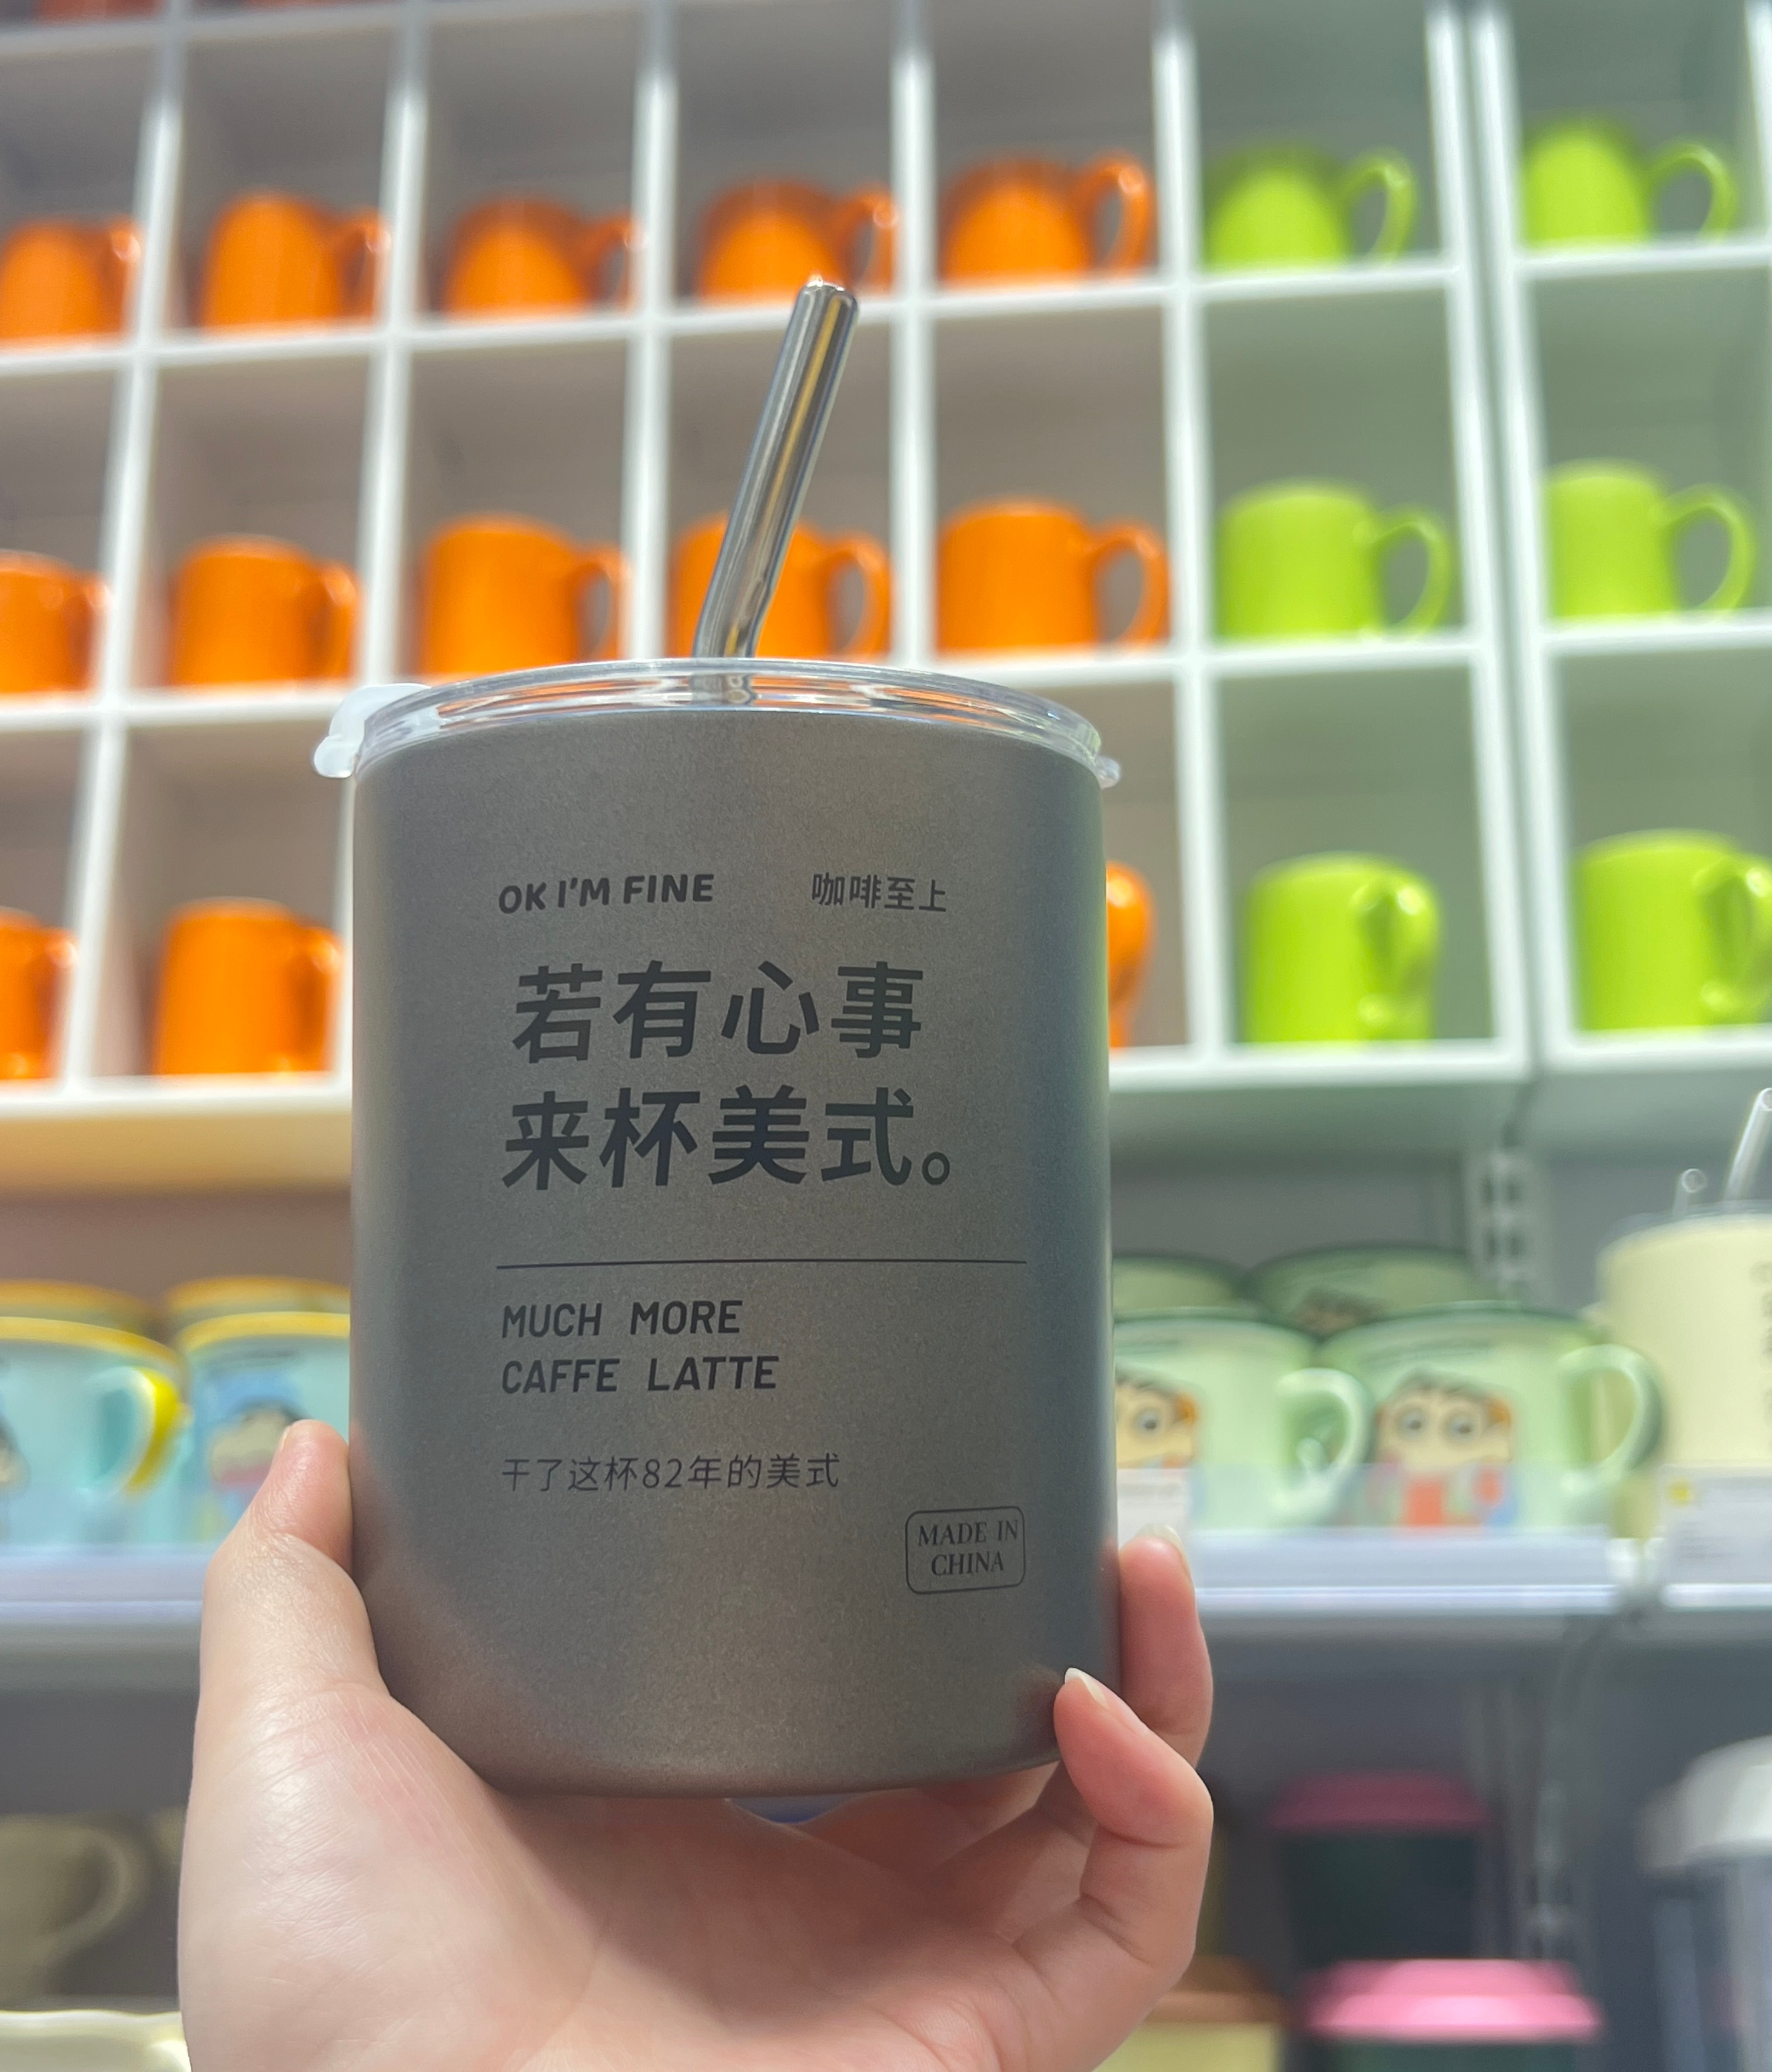 OK I'M FINE 咖啡至上
若有心事
来杯美式。
MUCH MORE
CAFFE LATTE
干了这杯82年的美式
MADE IN
CHINA